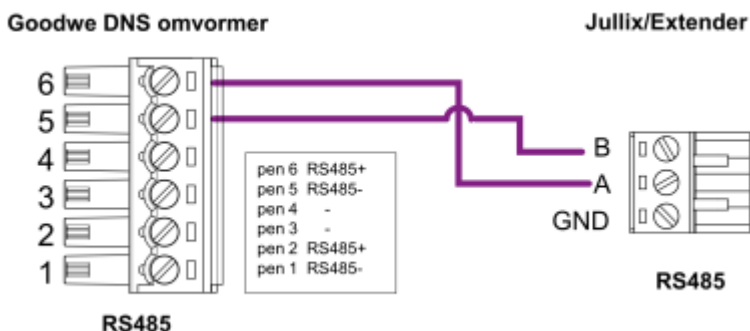 Goodwe DNS omvormer
Jullix/Extender
6
5
4
3
2
1
pen 6 RS485+
pen 5 RS485-
pen 4 -
pen 3 -
pen 2 RS485+
pen 1 RS485-
B
A
GND
RS485
RS485